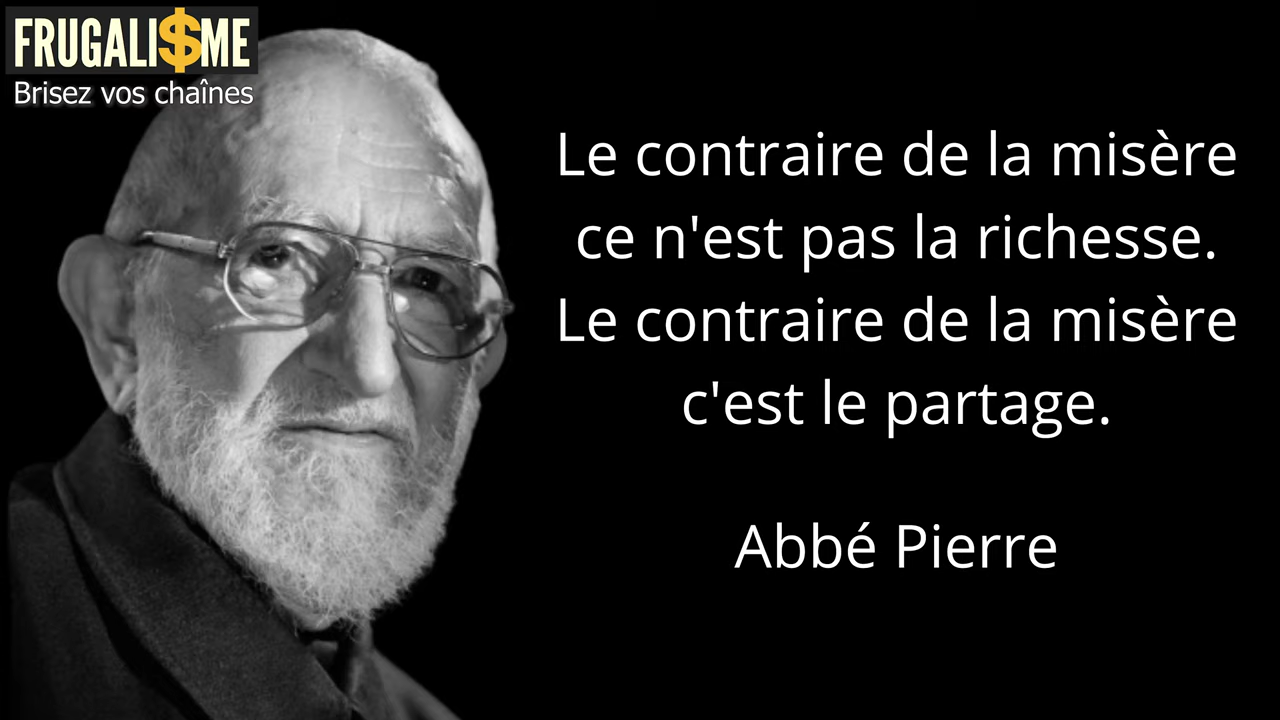 FRUGALI$ME
Brisez vos chaînes
Le contraire de la misère
ce n'est pas la richesse.
Le contraire de la misère
c'est le partage.
Abbé Pierre